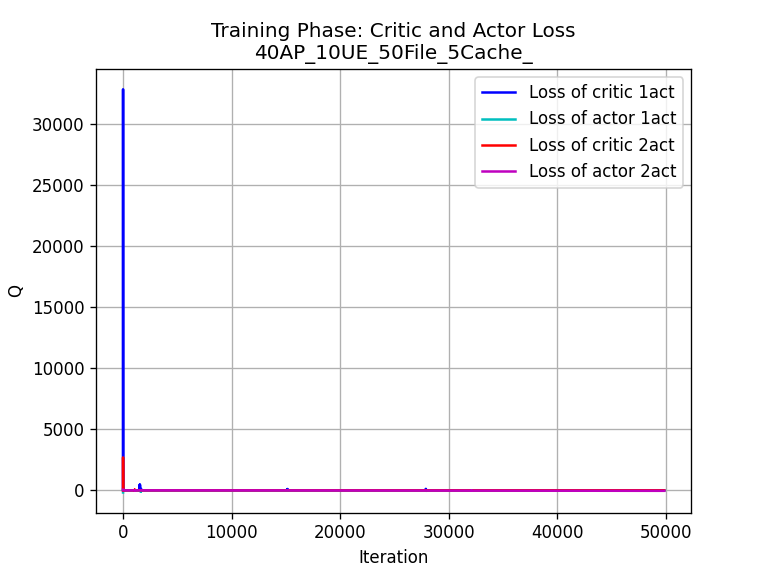 Training Phase: Critic and Actor Loss
40AP_10UE_50File_5Cache_
Loss of critic 1act
Loss of actor 1act
Loss of critic 2act
Loss of actor 2act
30000
25000
20000
15000
10000
5000
0
Q
0 10000 20000 30000 40000 50000
Iteration